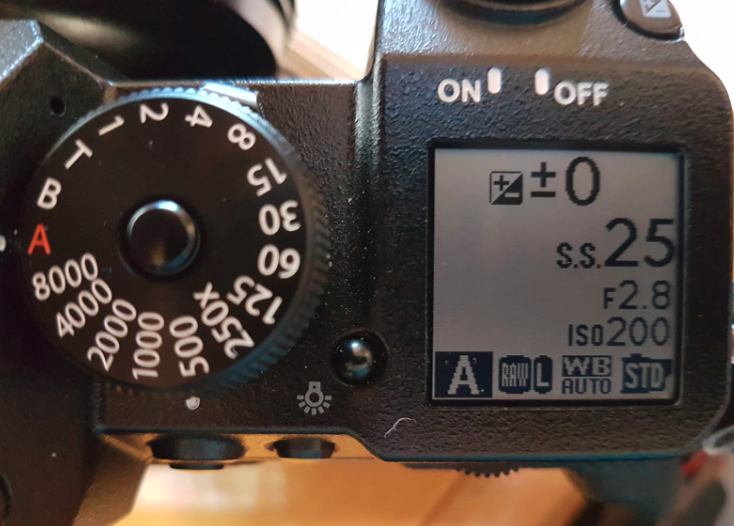 ON OFF
±0
S.S.25
F2.8
ISO200
A RAW L WB AUTO STD
A
B
T
1
2
4
8
15
30
60
125
250X
500
1000
2000
4000
8000